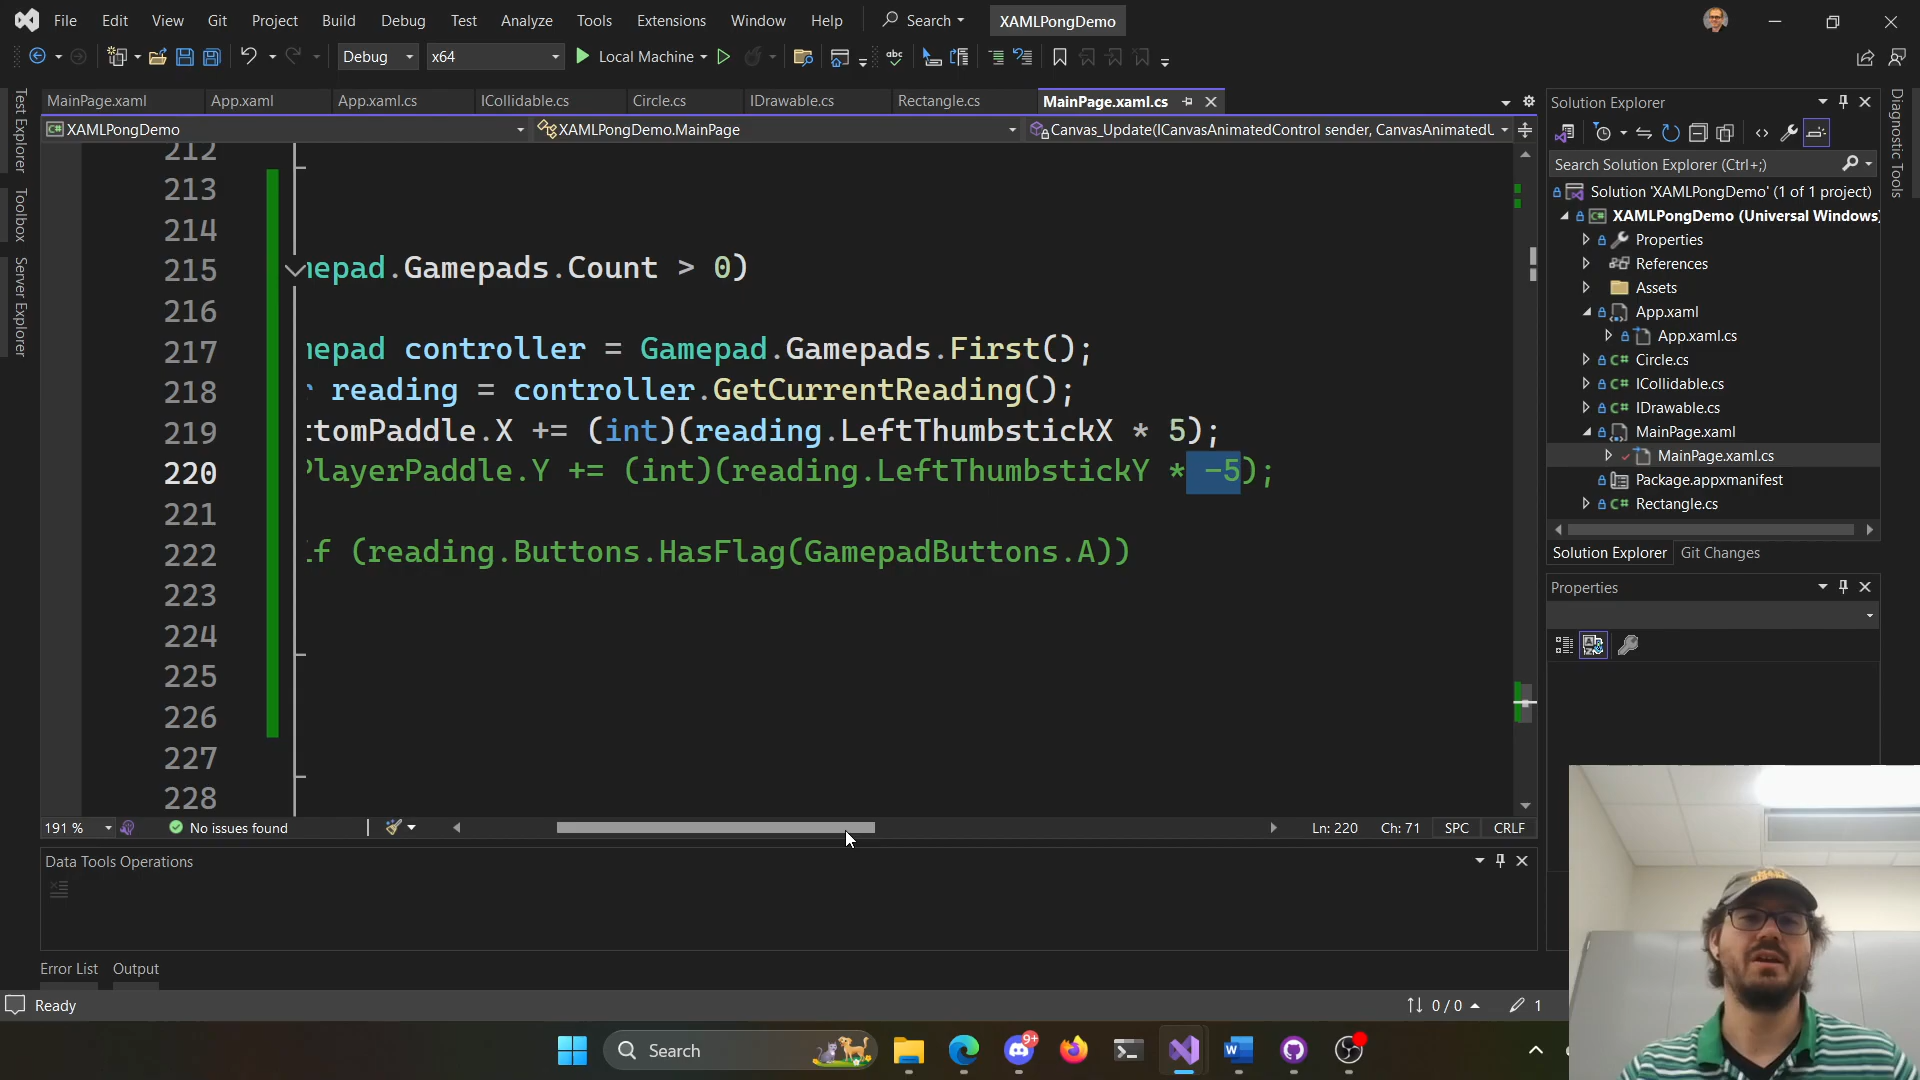 File Edit View Git Project Build Debug Test Analyze Tools Extensions Window Help Search XAMLPongDemo
Debug x64 Local Machine
MainPage.xaml App.xaml App.xaml.cs ICollidable.cs Circle.cs IDrawable.cs Rectangle.cs MainPage.xaml.cs
XAMLPongDemo XAMLPongDemo.MainPage Canvas_Update(ICanvasAnimatedControl sender, CanvasAnimatedU
Test Explorer
Toolbox
Server Explorer
212
213
214
215 mepad.Gamepads.Count > 0)
216
217 mepad controller = Gamepad.Gamepads.First();
218 r reading = controller.GetCurrentReading();
219 ttomPaddle.X += (int)(reading.LeftThumbstickX * 5);
220 PlayerPaddle.Y += (int)(reading.LeftThumbstickY * -5);
221
222 if (reading.Buttons.HasFlag(GamepadButtons.A))
223
224
225
226
227
228
191 % No issues found Ln: 220 Ch: 71 SPC CRLF
Data Tools Operations
Error List Output
Ready 0 / 0 1
Solution Explorer
Search Solution Explorer (Ctrl+;)
Solution 'XAMLPongDemo' (1 of 1 project)
XAMLPongDemo (Universal Windows)
Properties
References
Assets
App.xaml
App.xaml.cs
Circle.cs
ICollidable.cs
IDrawable.cs
MainPage.xaml
MainPage.xaml.cs
Package.appxmanifest
Rectangle.cs
Solution Explorer Git Changes
Properties
Diagnostic Tools
Search 9+